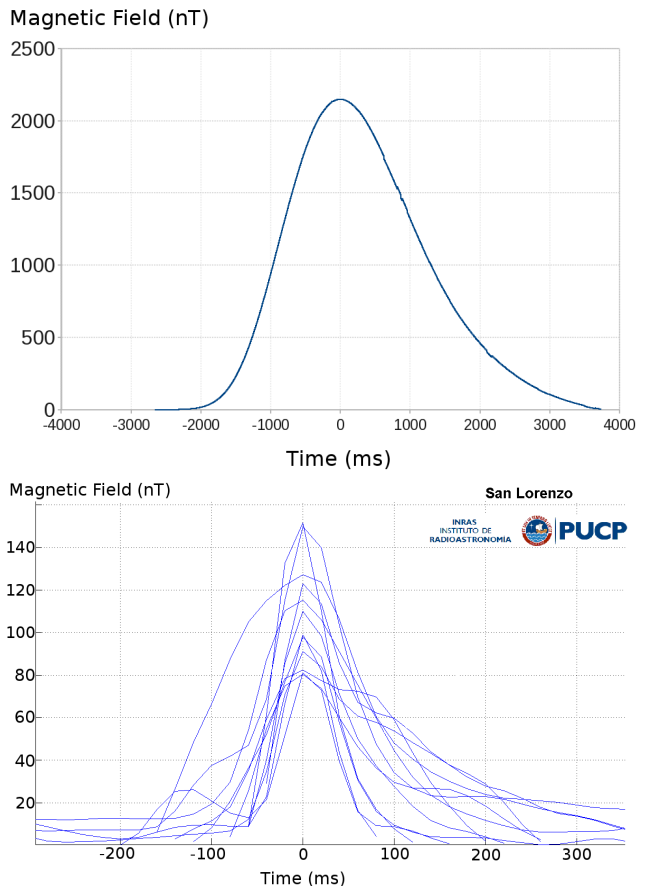 Magnetic Field (nT)
2500
2000
1500
1000
500
0
-4000 -3000 -2000 -1000 0 1000 2000 3000 4000
Time (ms)
Magnetic Field (nT)
San Lorenzo
INRAS
INSTITUTO DE
RADIOASTRONOMÍA
PUCP
140
120
100
80
60
40
20
-200 -100 0 100 200 300
Time (ms)